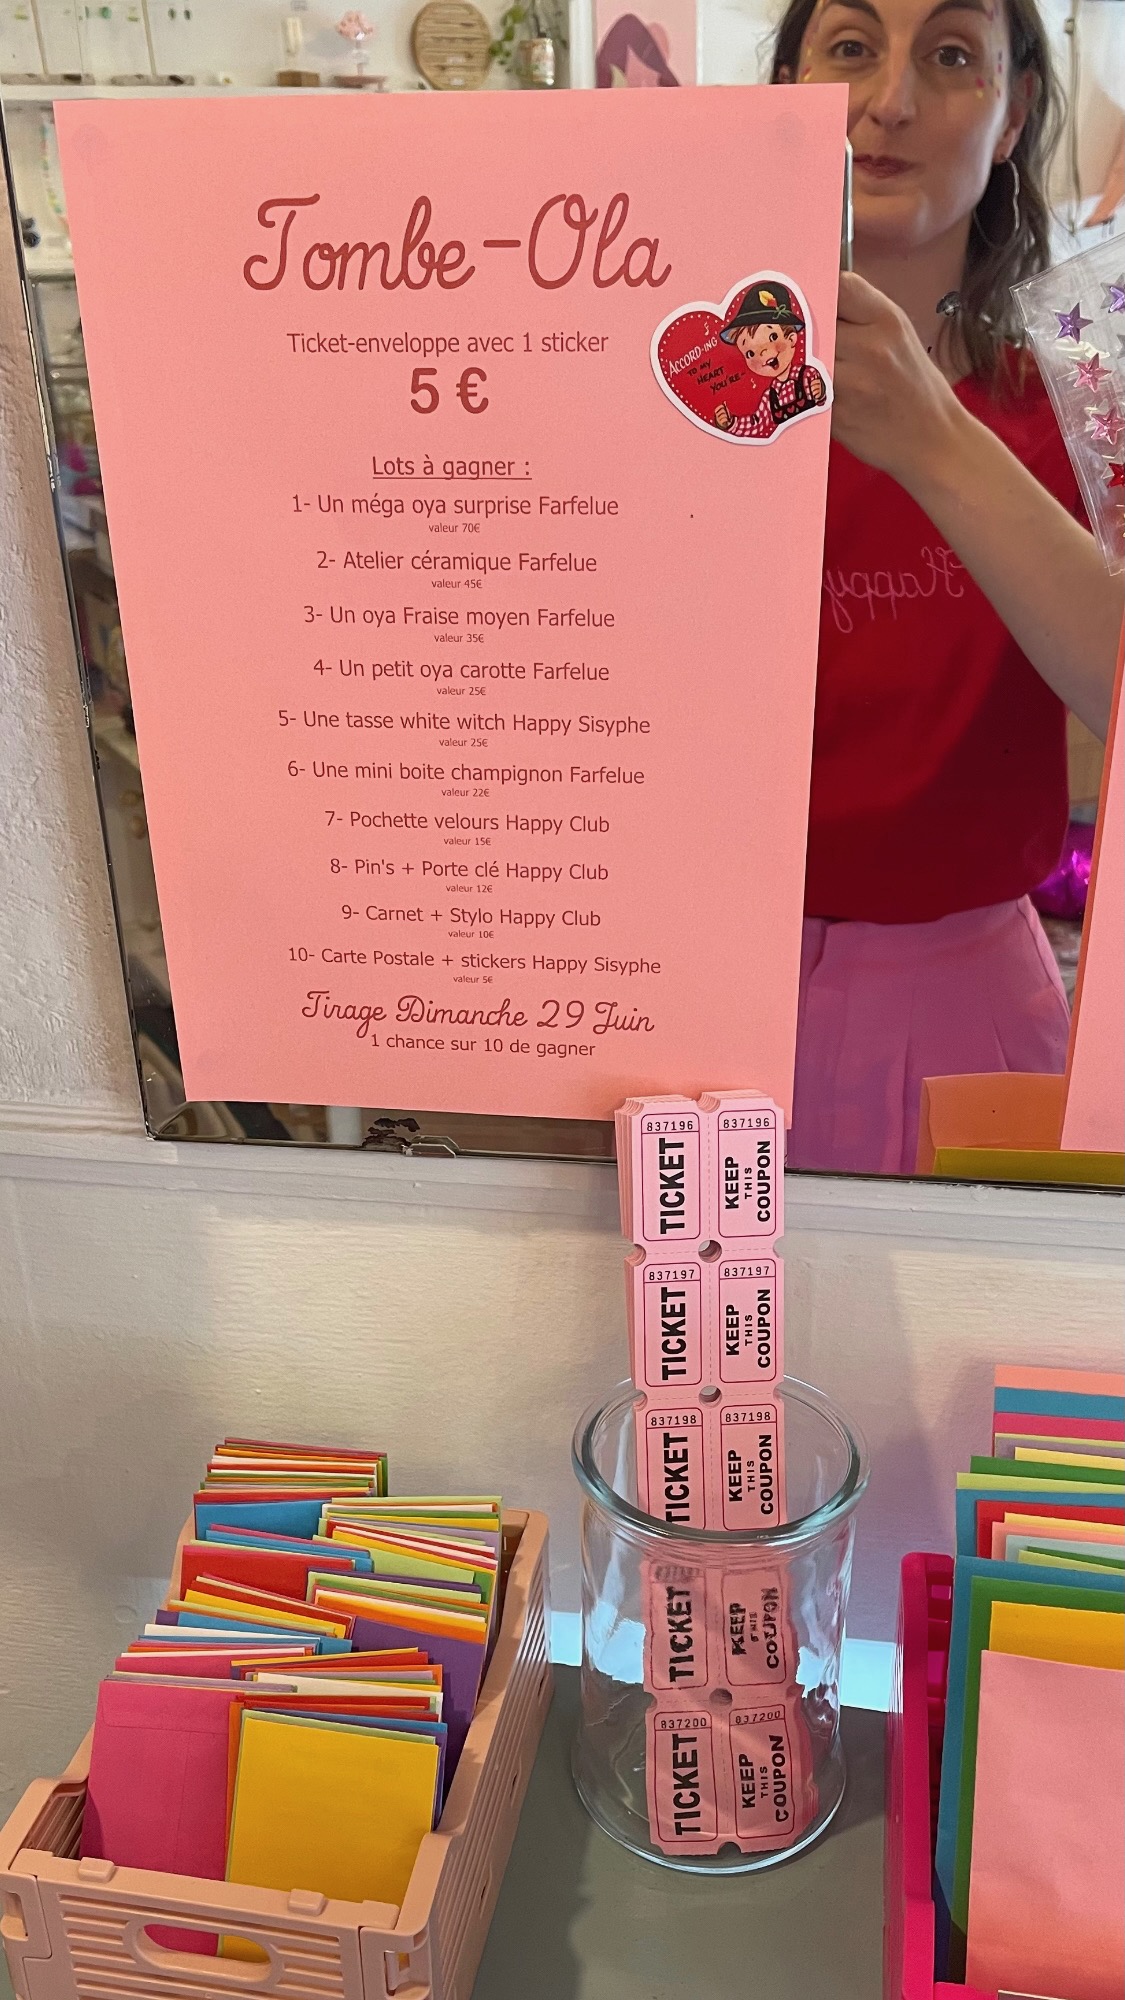 Tombe-Ola
Ticket-enveloppe avec 1 sticker
5 €
ACCORD-ING
TO MY
HEART
YOU'RE-
Lots à gagner :
1- Un méga oya surprise Farfelue
valeur 70€
2- Atelier céramique Farfelue
valeur 45€
3- Un oya Fraise moyen Farfelue
valeur 35€
4- Un petit oya carotte Farfelue
valeur 25€
5- Une tasse white witch Happy Sisyphe
valeur 25€
6- Une mini boite champignon Farfelue
valeur 22€
7- Pochette velours Happy Club
valeur 15€
8- Pin's + Porte clé Happy Club
valeur 12€
9- Carnet + Stylo Happy Club
valeur 10€
10- Carte Postale + stickers Happy Sisyphe
valeur 5€
Tirage Dimanche 29 Juin
1 chance sur 10 de gagner
Happy
837196
TICKET
837196
KEEP
THIS
COUPON
837197
TICKET
837197
KEEP
THIS
COUPON
837198
TICKET
837198
KEEP
THIS
COUPON
TICKET
KEEP
THIS
COUPON
837200
TICKET
837200
KEEP
THIS
COUPON